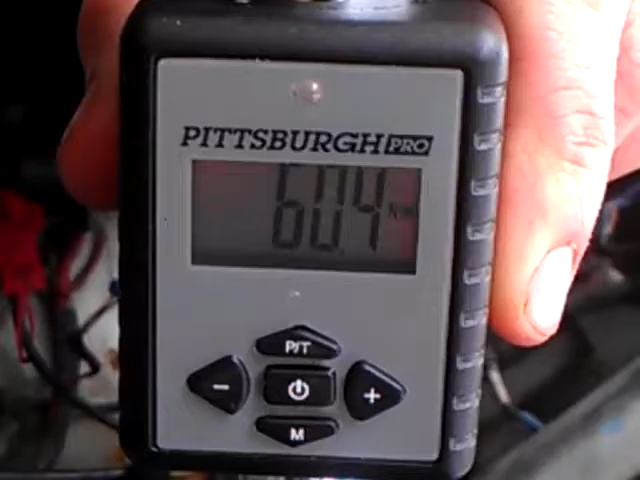 PITTSBURGH PRO
60.4 N·m
P/T
− ⏻ +
M